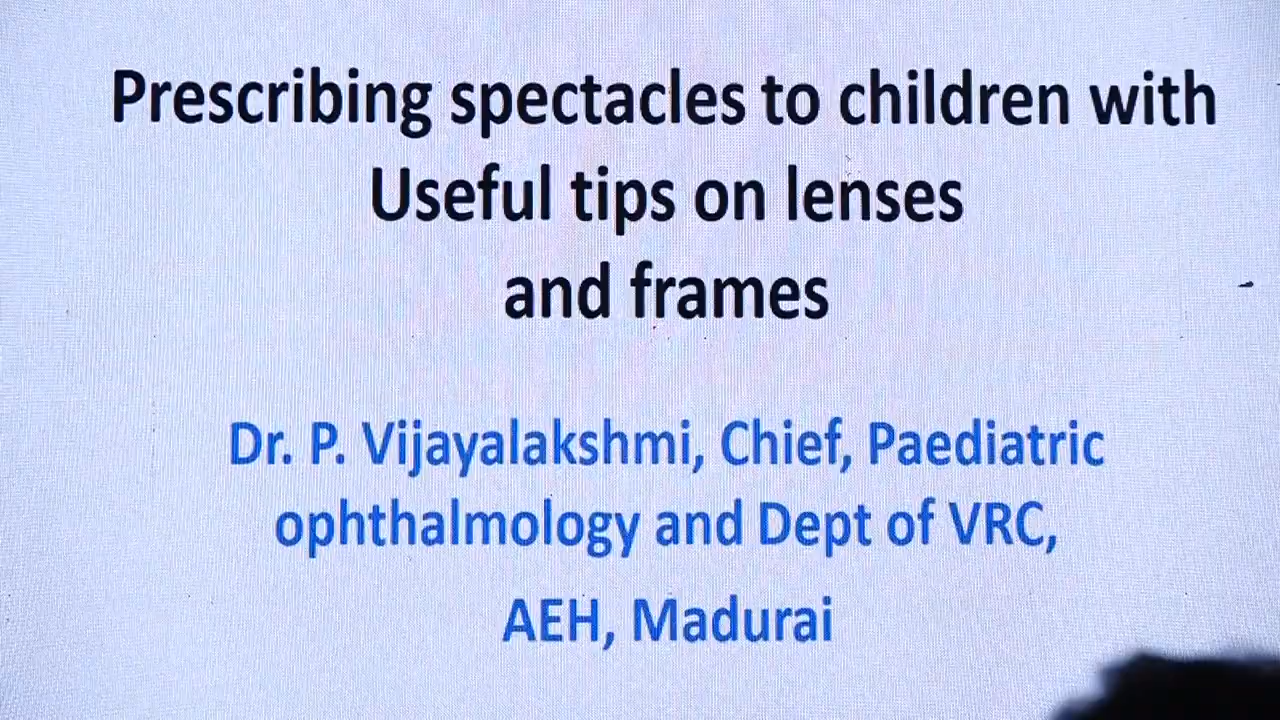 Prescribing spectacles to children with
Useful tips on lenses
and frames
Dr. P. Vijayalakshmi, Chief, Paediatric
ophthalmology and Dept of VRC,
AEH, Madurai